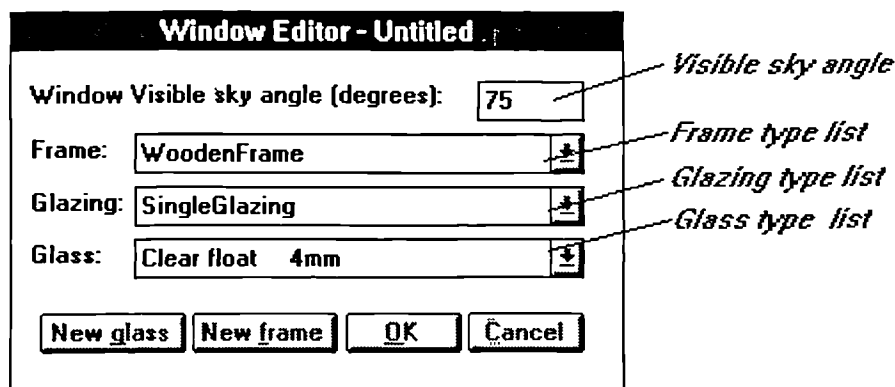 Window Editor - Untitled
Window Visible sky angle (degrees): 75
Visible sky angle
Frame: WoodenFrame
Frame type list
Glazing: SingleGlazing
Glazing type list
Glass: Clear float 4mm
Glass type list
New glass New frame OK Cancel